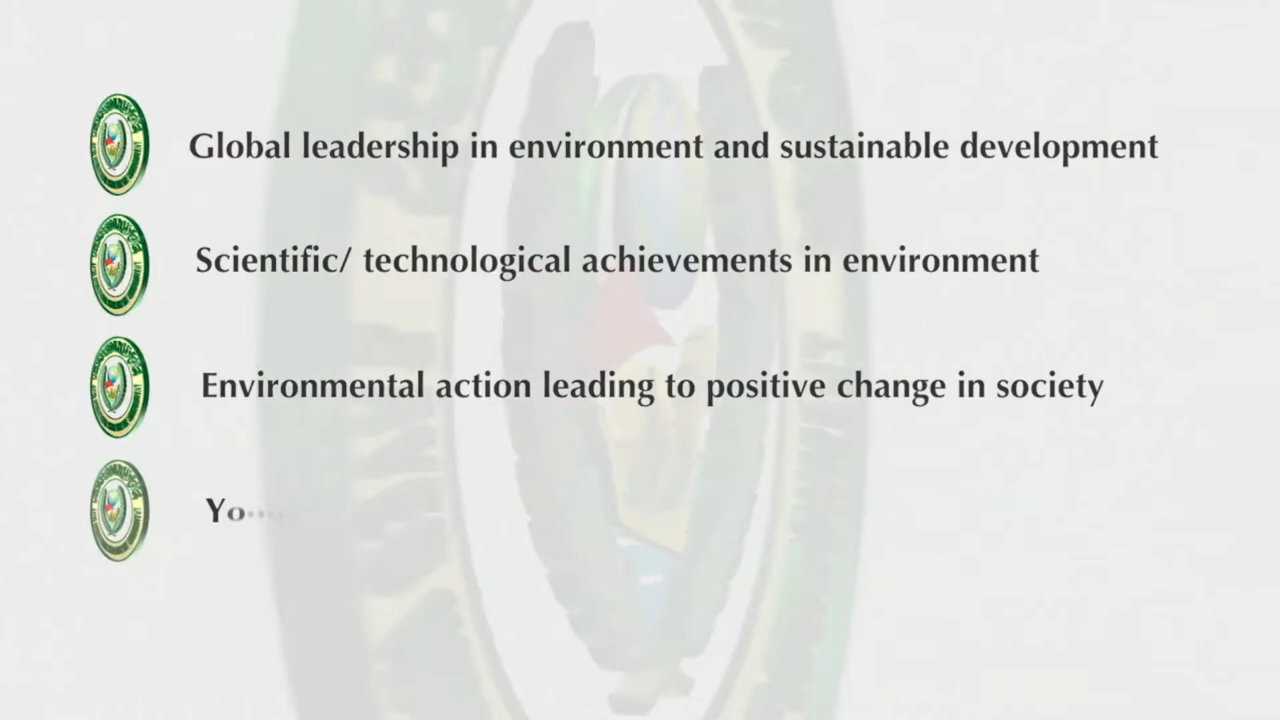 Global leadership in environment and sustainable development
Scientific/ technological achievements in environment
Environmental action leading to positive change in society